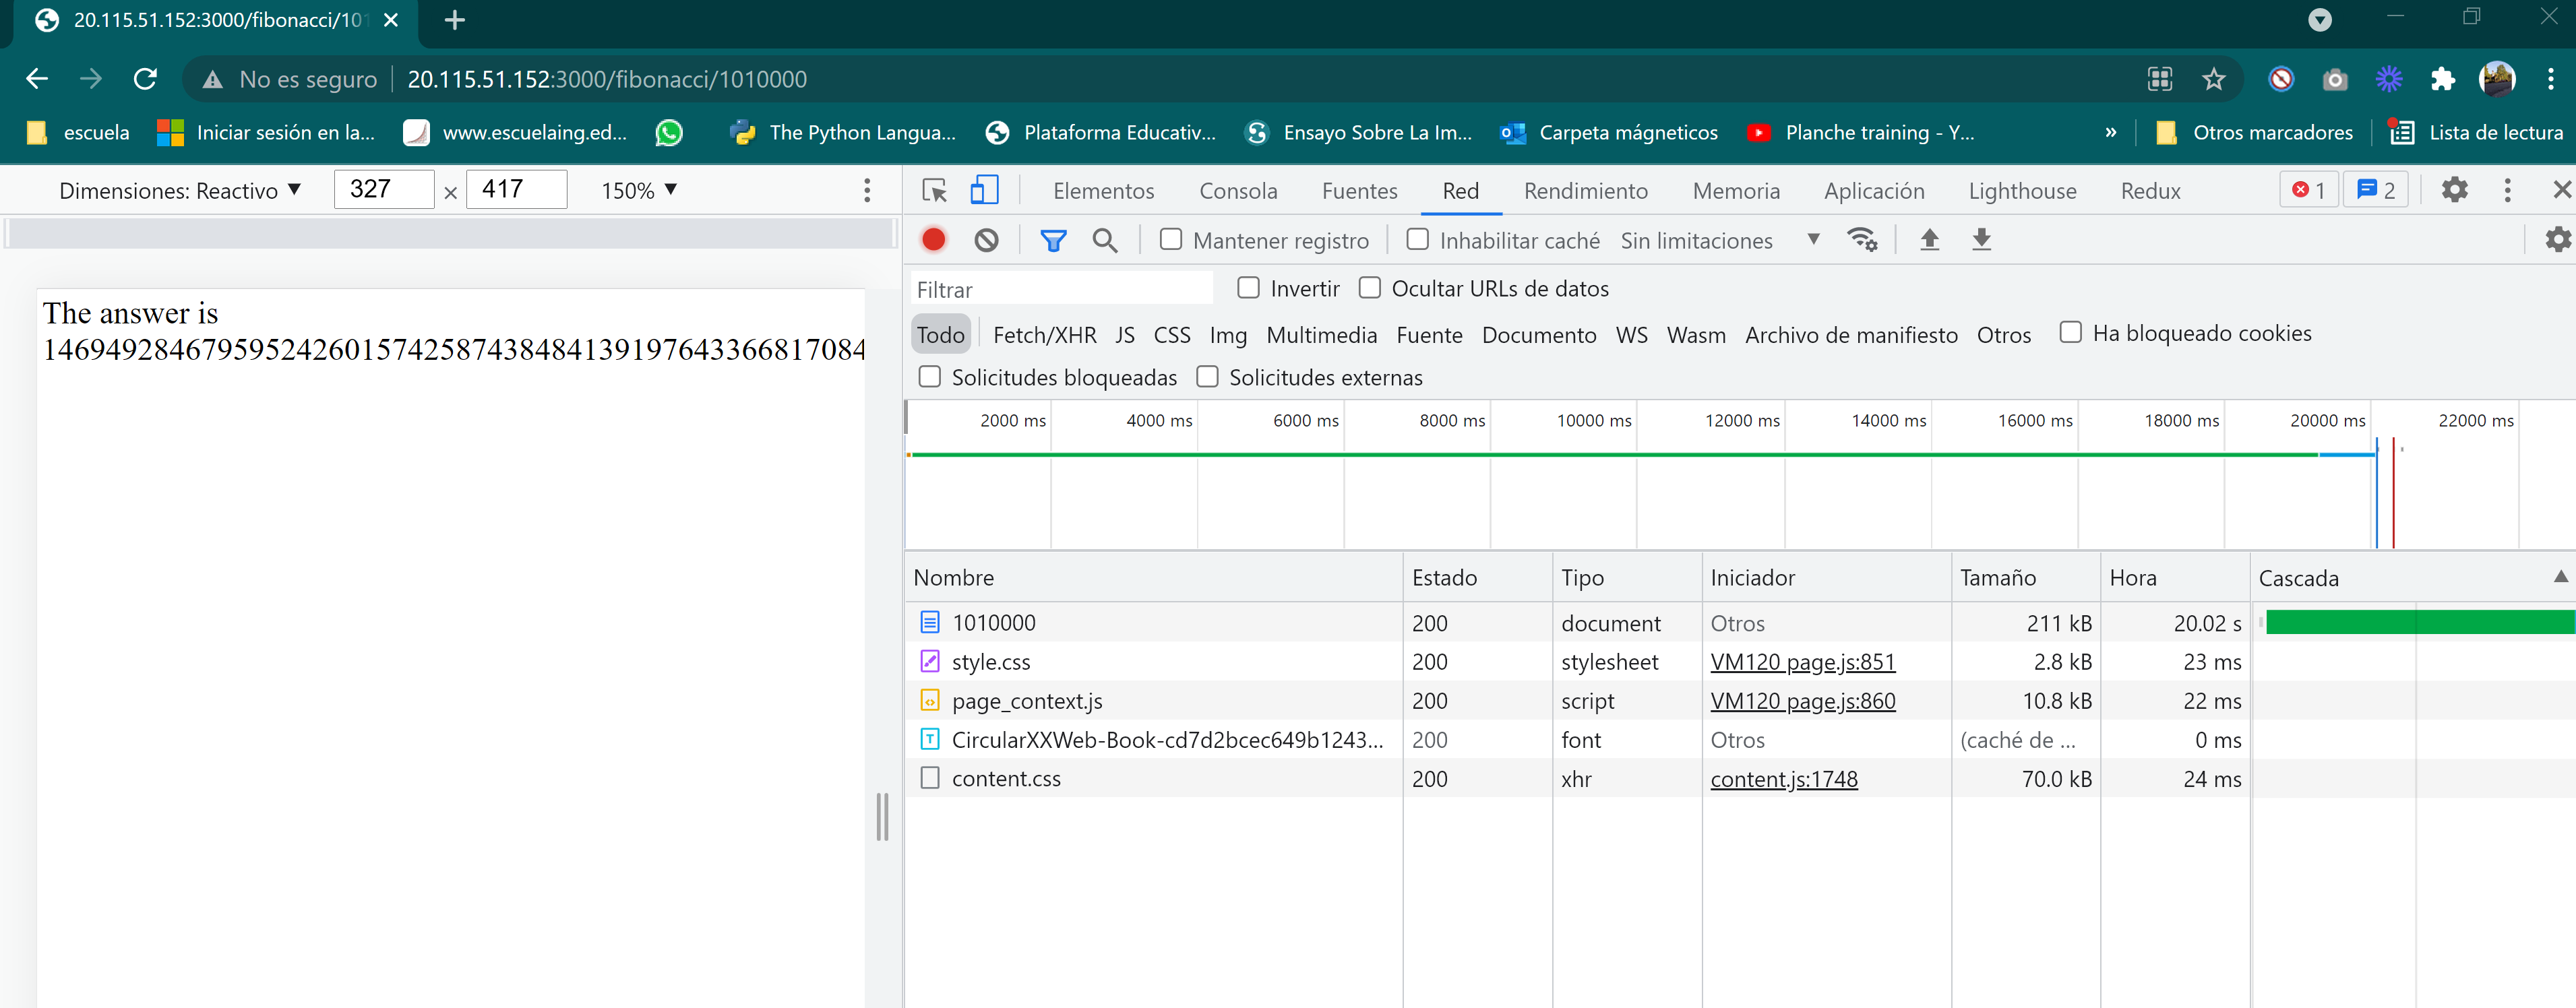 20.115.51.152:3000/fibonacci/101
No es seguro 20.115.51.152:3000/fibonacci/1010000
escuela Iniciar sesión en la... www.escuelaing.ed... The Python Langua... Plataforma Educativ... Ensayo Sobre La Im... Carpeta mágneticos Planche training - Y... » Otros marcadores Lista de lectura
Dimensiones: Reactivo 327 × 417 150%
Elementos Consola Fuentes Red Rendimiento Memoria Aplicación Lighthouse Redux 1 2
Mantener registro Inhabilitar caché Sin limitaciones
Filtrar Invertir Ocultar URLs de datos
The answer is
1469492846795952426015742587438484139197643366817084
Todo Fetch/XHR JS CSS Img Multimedia Fuente Documento WS Wasm Archivo de manifiesto Otros Ha bloqueado cookies
Solicitudes bloqueadas Solicitudes externas
2000 ms 4000 ms 6000 ms 8000 ms 10000 ms 12000 ms 14000 ms 16000 ms 18000 ms 20000 ms 22000 ms
Nombre Estado Tipo Iniciador Tamaño Hora Cascada
1010000 200 document Otros 211 kB 20.02 s
style.css 200 stylesheet VM120 page.js:851 2.8 kB 23 ms
page_context.js 200 script VM120 page.js:860 10.8 kB 22 ms
CircularXXWeb-Book-cd7d2bcec649b1243... 200 font Otros (caché de ... 0 ms
content.css 200 xhr content.js:1748 70.0 kB 24 ms